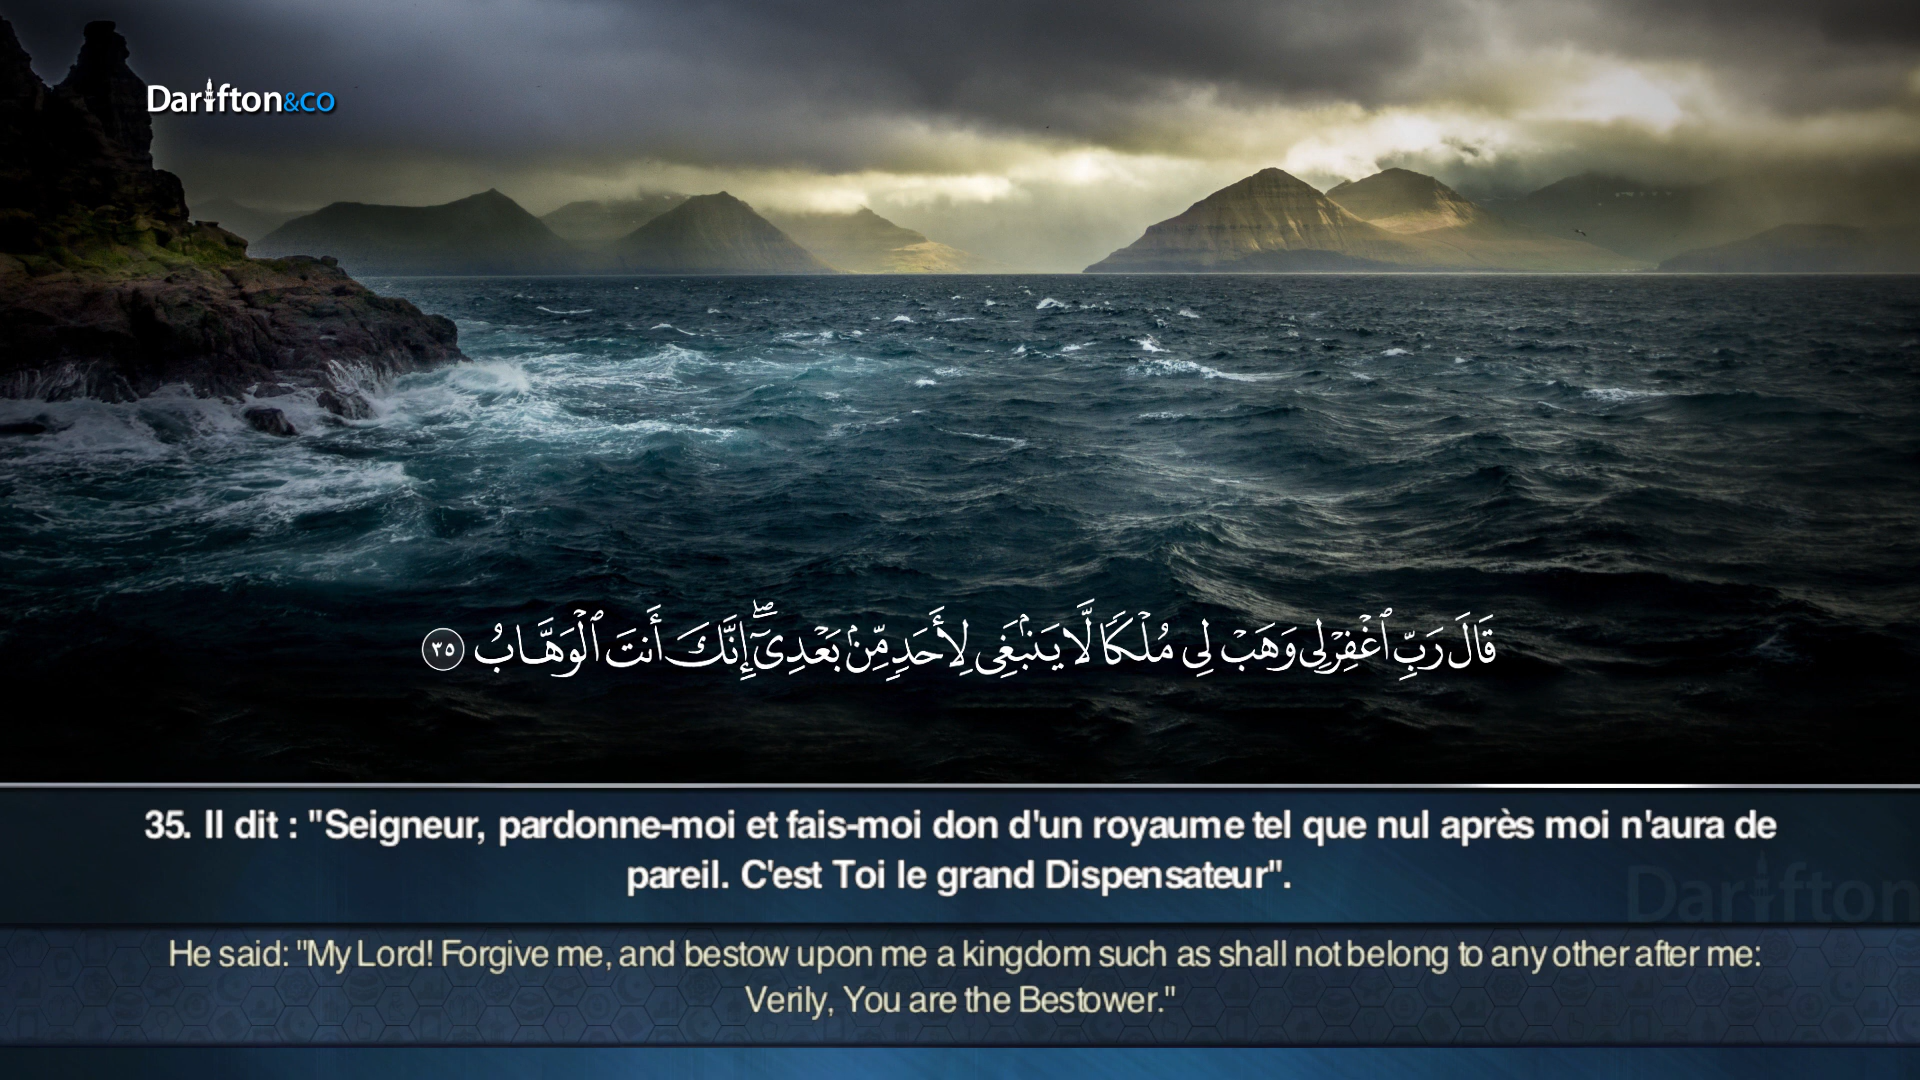 Darifton&co
قَالَ رَبِّ ٱغْفِرْ لِى وَهَبْ لِى مُلْكًا لَّا يَنۢبَغِى لِأَحَدٍ مِّنۢ بَعْدِىٓ ۖ إِنَّكَ أَنتَ ٱلْوَهَّابُ ٣٥
35. Il dit : "Seigneur, pardonne-moi et fais-moi don d'un royaume tel que nul après moi n'aura de
pareil. C'est Toi le grand Dispensateur".
Darifton
He said: "My Lord! Forgive me, and bestow upon me a kingdom such as shall not belong to any other after me:
Verily, You are the Bestower."